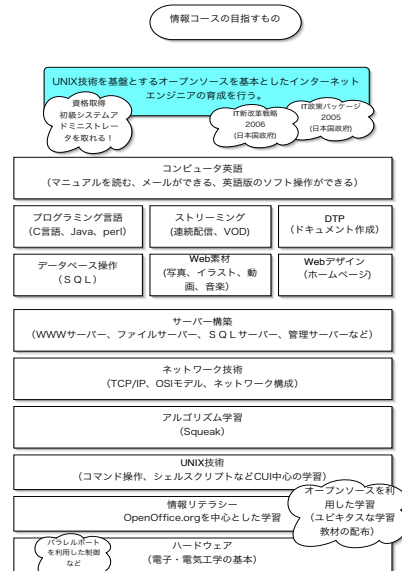 情報コースの目指すもの
UNIX技術を基盤とするオープンソースを基本としたインターネット
エンジニアの育成を行う。
資格取得
初級システムア
ドミニストレー
タを取れる！
IT新改革戦略
2006
(日本国政府)
IT政策パッケージ
2005
(日本国政府)
コンピュータ英語
（マニュアルを読む、メールができる、英語版のソフト操作ができる）
プログラミング言語
（C言語、Java、perl）
ストリーミング
(連続配信、VOD)
DTP
（ドキュメント作成）
データベース操作
（ＳＱＬ）
Web素材
(写真、イラスト、動
画、音楽）
Webデザイン
（ホームページ）
サーバー構築
（WWWサーバー、ファイルサーバー、ＳＱＬサーバー、管理サーバーなど）
ネットワーク技術
（TCP/IP、OSIモデル、ネットワーク構成）
アルゴリズム学習
（Squeak）
UNIX技術
（コマンド操作、シェルスクリプトなどCUI中心の学習）
情報リテラシー
OpenOffice.orgを中心とした学習
オープンソースを利
用した学習
（ユビキタスな学習
教材の配布）
パラレルポート
を利用した制御
など
ハードウェア
（電子・電気工学の基本）